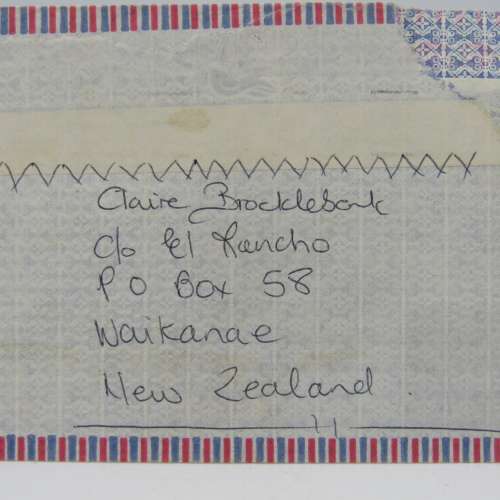 Claire Brocklebank
c/o El Rancho
P O Box 58
Waikanae
New Zealand.